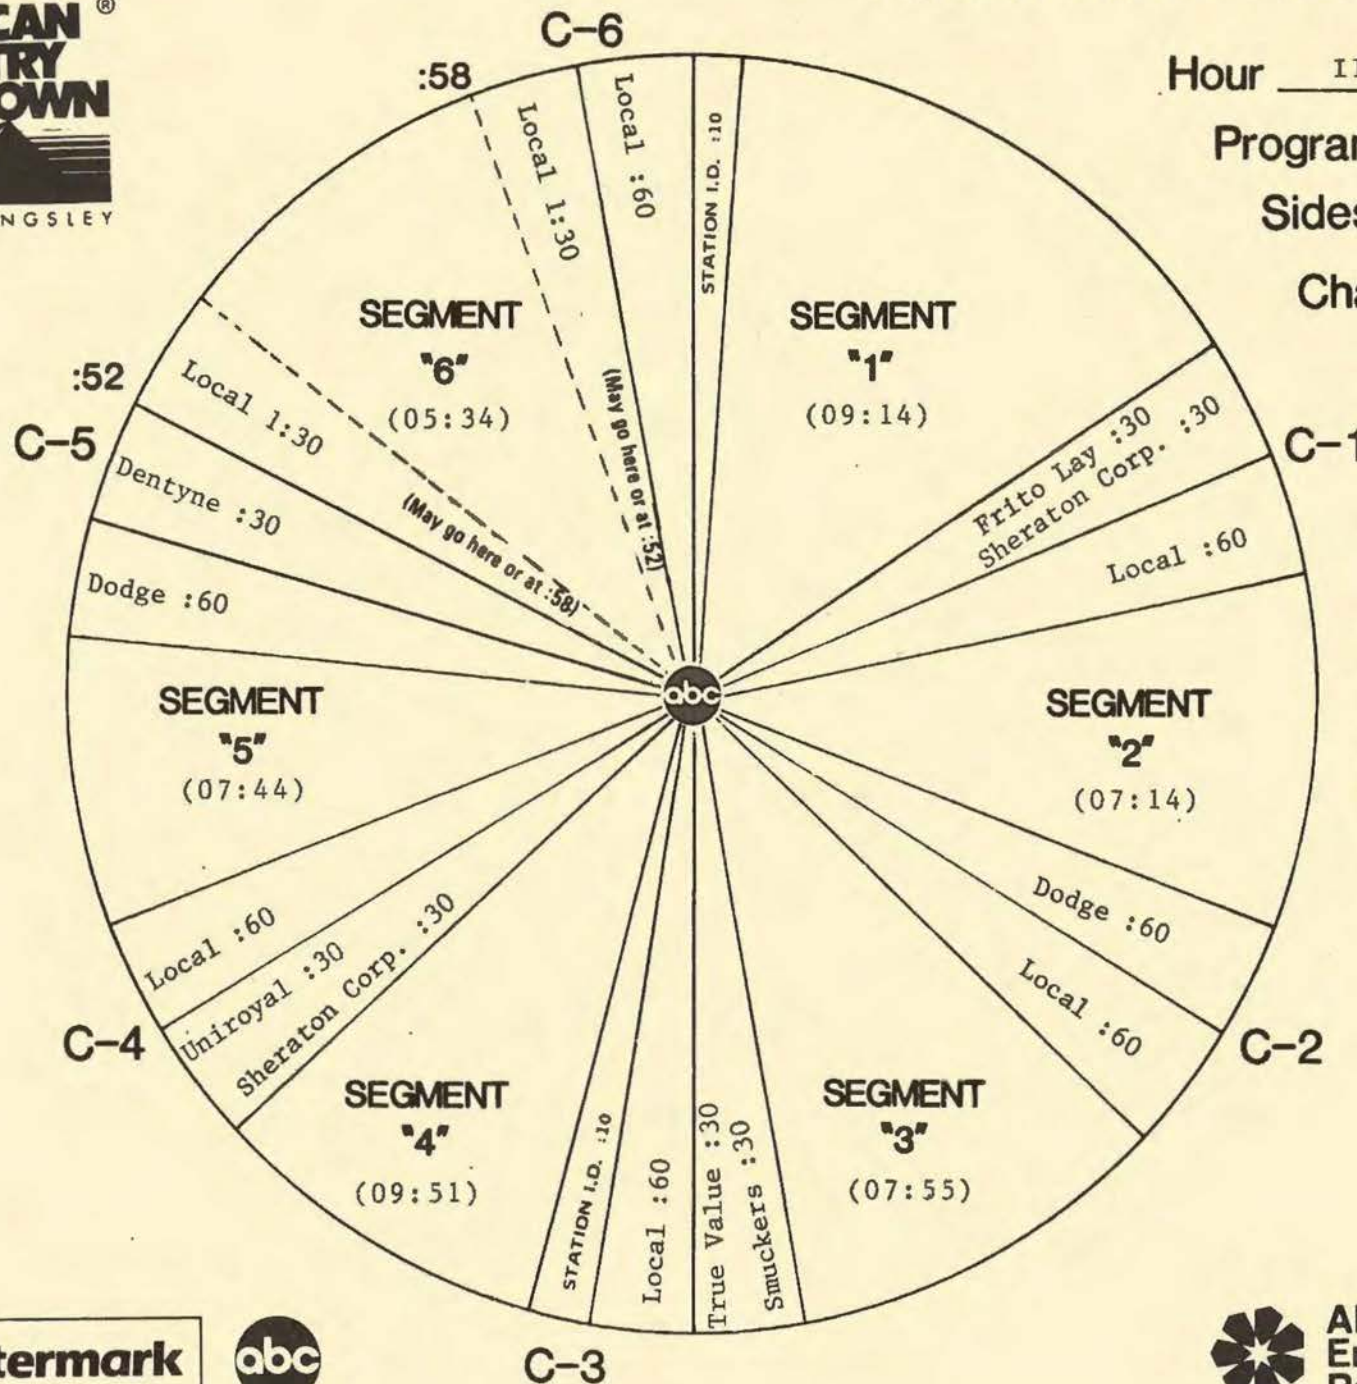 ®
C-6
:58
Hour
Local 1:30
Local :60
STATION I.D. :10
NGSLEY
SEGMENT
"6"
(05:34)
SEGMENT
"1"
(09:14)
(May go here or at :52)
:52
Local 1:30
(May go here or at :58)
C-5
Dentyne :30
Dodge :60
Frito Lay :30
Sheraton Corp. :30
C-1
Local :60
abc
SEGMENT
"5"
(07:44)
SEGMENT
"2"
(07:14)
Local :60
Uniroyal :30
Sheraton Corp. :30
C-4
Dodge :60
Local :60
C-2
SEGMENT
"4"
(09:51)
SEGMENT
"3"
(07:55)
STATION I.D. :10
Local :60
True Value :30
Smuckers :30
C-3
termark
abc